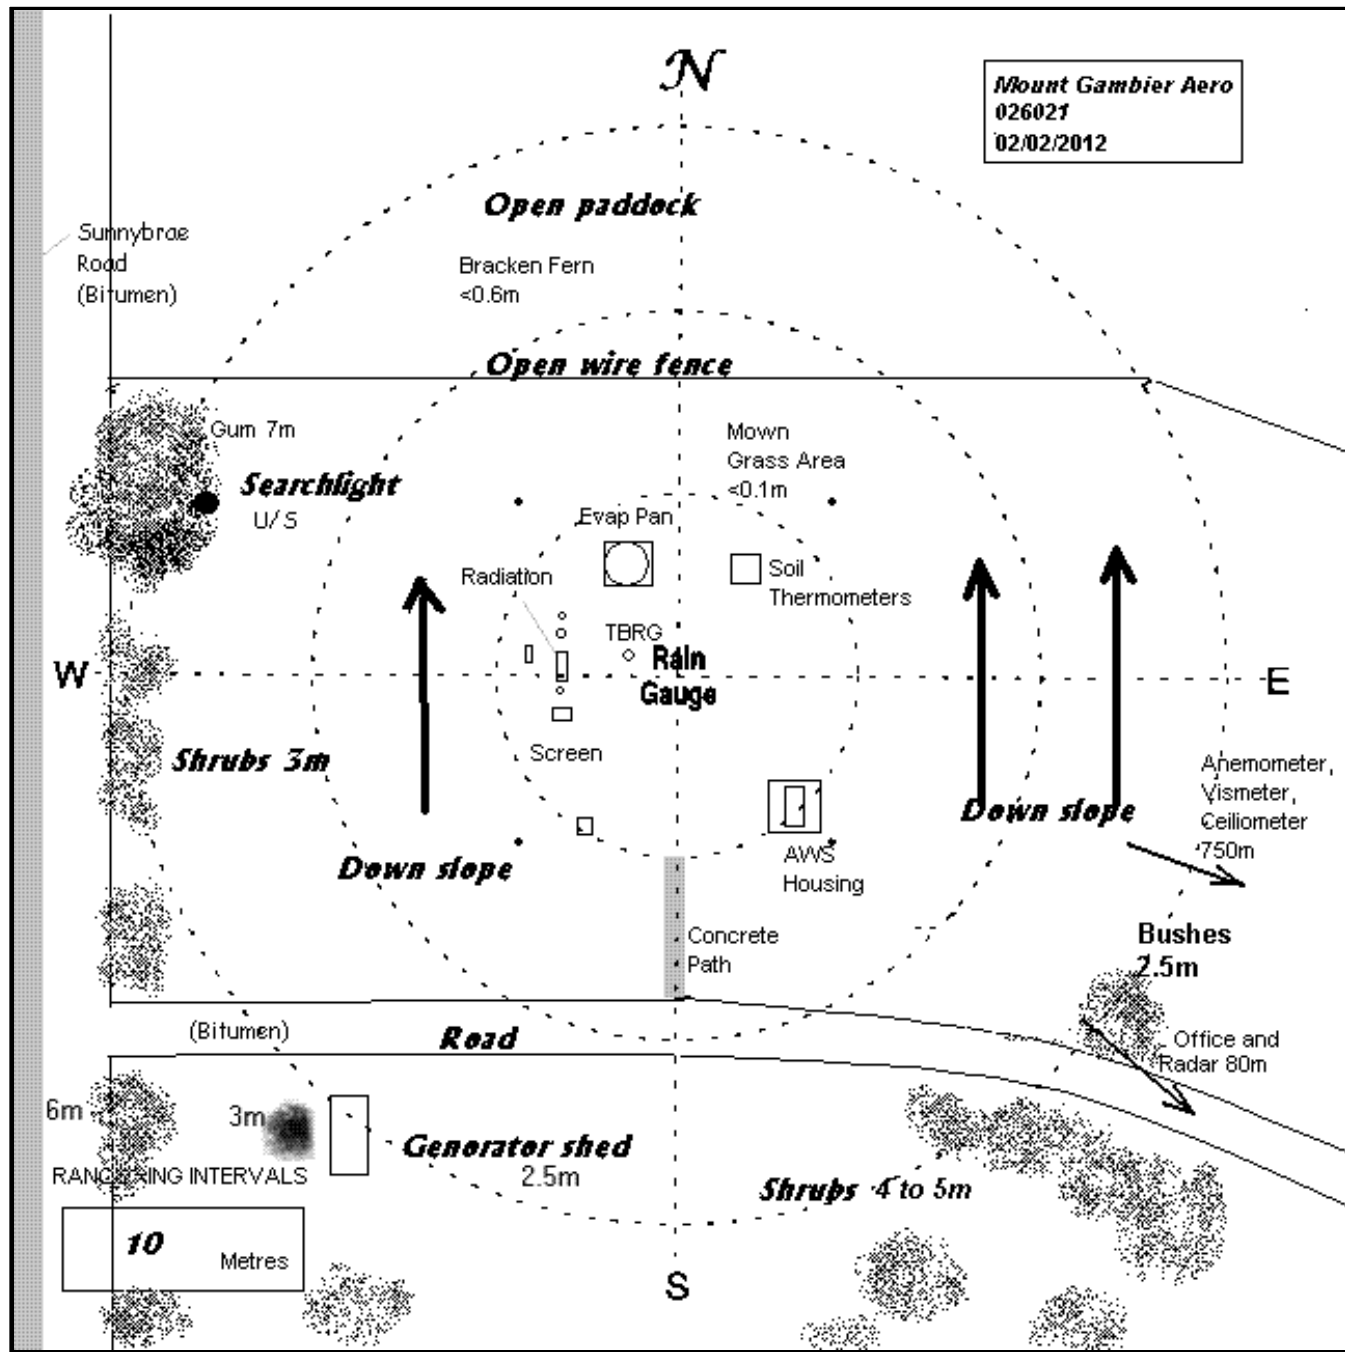 N
Mount Gambier Aero
026021
02/02/2012
Open paddock
Sunnybrae
Road
(Bitumen)
Bracken Fern
<0.6m
Open wire fence
Gum 7m
Mown
Grass Area
<0.1m
Searchlight
U/S
Evap Pan
Radiation
Soil
Thermometers
TBRG
Rain
Gauge
W
E
Shrubs 3m
Screen
Anemometer,
Vismeter,
Ceiliometer
750m
Down slope
Down slope
AWS
Housing
Concrete
Path
Bushes
2.5m
(Bitumen)
Road
Office and
Radar 80m
6m
3m
Generator shed
2.5m
INTERVALS
Shrubs 4 to 5m
10
Metres
S